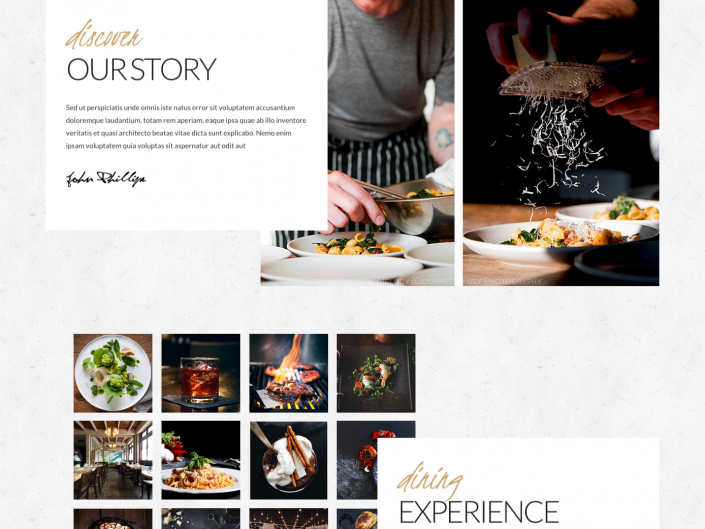 discover
OUR STORY
Sed ut perspiciatis unde omnis iste natus error sit voluptatem accusantium
doloremque laudantium, totam rem aperiam, eaque ipsa quae ab illo inventore
veritatis et quasi architecto beatae vitae dicta sunt explicabo. Nemo enim
ipsam voluptatem quia voluptas sit aspernatur aut odit aut
John Phillips
PHOTOGRAPHY
dining
EXPERIENCE